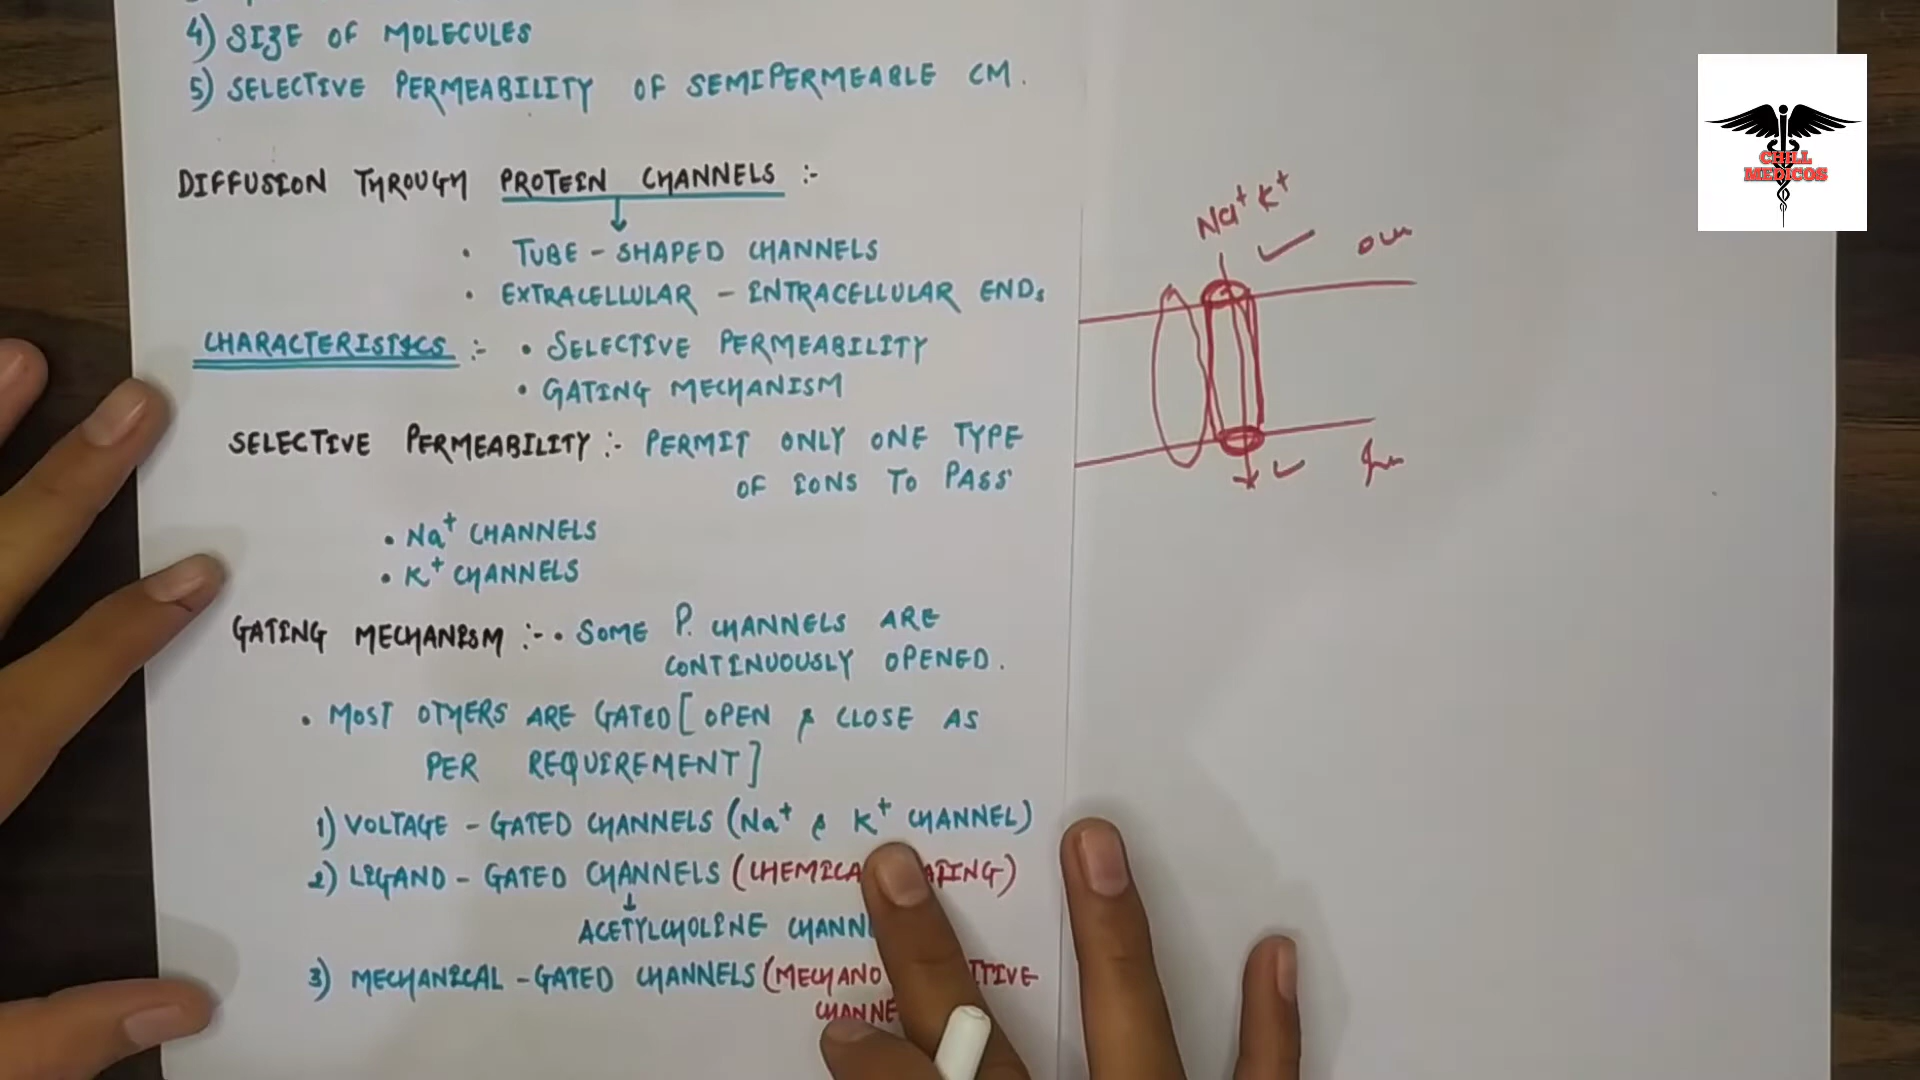 4) SIZE OF MOLECULES
5) SELECTIVE PERMEABILITY OF SEMIPERMEABLE CM.
DIFFUSION THROUGH PROTEIN CHANNELS :-
• TUBE - SHAPED CHANNELS
• EXTRACELLULAR - INTRACELLULAR ENDs
CHARACTERISTICS :- • SELECTIVE PERMEABILITY
• GATING MECHANISM
SELECTIVE PERMEABILITY :- PERMIT ONLY ONE TYPE
OF IONS TO PASS
• Na+ CHANNELS
• K+ CHANNELS
GATING MECHANISM :- • SOME P. CHANNELS ARE
CONTINUOUSLY OPENED.
• MOST OTHERS ARE GATED [OPEN & CLOSE AS
PER REQUIREMENT]
1) VOLTAGE - GATED CHANNELS (Na+ & K+ CHANNEL)
2) LIGAND - GATED CHANNELS (CHEMICAL GATING)
ACETYLCHOLINE
3) MECHANICAL - GATED CHANNELS (MECHANO
Na+ K+
out
CHILL
MEDICOS